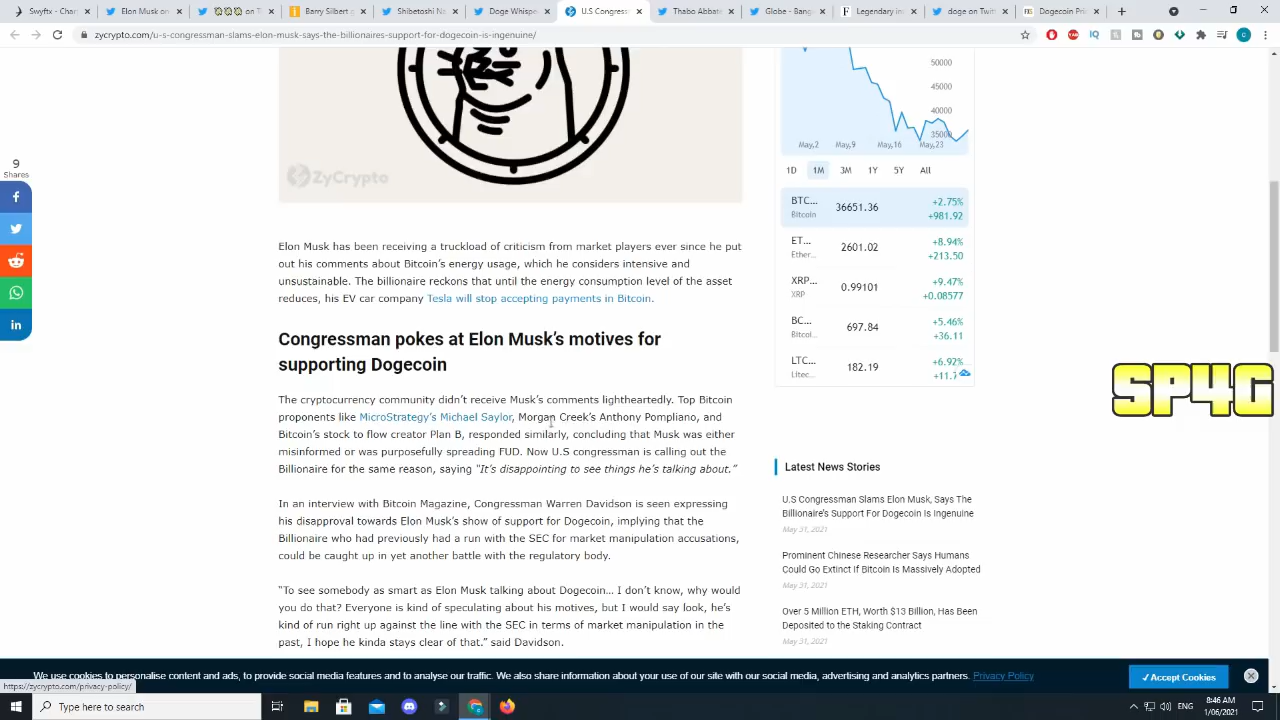 Swyftx - Chan
Elon Musk on
on T
Barry Silbert
Shibetoshi Na
Doge Whispe
U.S Congress
Thabo Abbate
Globe - Bang
Legendary in
doge on Twitt
Dogecoin Pric
zycrypto.com/u-s-congressman-slams-elon-musk-says-the-billionaires-support-for-dogecoin-is-ingenuine/
9
Shares
ZyCrypto
Elon Musk has been receiving a truckload of criticism from market players ever since he put
out his comments about Bitcoin's energy usage, which he considers intensive and
unsustainable. The billionaire reckons that until the energy consumption level of the asset
reduces, his EV car company Tesla will stop accepting payments in Bitcoin.
Congressman pokes at Elon Musk's motives for
supporting Dogecoin
The cryptocurrency community didn't receive Musk's comments lightheartedly. Top Bitcoin
proponents like MicroStrategy's Michael Saylor, Morgan Creek's Anthony Pompliano, and
Bitcoin's stock to flow creator Plan B, responded similarly, concluding that Musk was either
misinformed or was purposefully spreading FUD. Now U.S congressman is calling out the
Billionaire for the same reason, saying "It's disappointing to see things he's talking about."
In an interview with Bitcoin Magazine, Congressman Warren Davidson is seen expressing
his disapproval towards Elon Musk's show of support for Dogecoin, implying that the
Billionaire who had previously had a run with the SEC for market manipulation accusations,
could be caught up in yet another battle with the regulatory body.
"To see somebody as smart as Elon Musk talking about Dogecoin... I don't know, why would
you do that? Everyone is kind of speculating about his motives, but I would say look, he's
kind of run right up against the line with the SEC in terms of market manipulation in the
past, I hope he kinda stays clear of that." said Davidson.
50000
45000
40000
35000
May,2 May,9 May,16 May,23
1D 1M 3M 1Y 5Y All
BTC... 36651.36 +2.75%
Bitcoin +981.92
ET... 2601.02 +8.94%
Ether... +213.50
XRP... 0.99101 +9.47%
XRP +0.08577
BC... 697.84 +5.46%
Bitcoi... +36.11
LTC... 182.19 +6.92%
Litec... +11.7
SP4G
Latest News Stories
U.S Congressman Slams Elon Musk, Says The
Billionaire's Support For Dogecoin Is Ingenuine
May 31, 2021
Prominent Chinese Researcher Says Humans
Could Go Extinct If Bitcoin Is Massively Adopted
May 31, 2021
Over 5 Million ETH, Worth $13 Billion, Has Been
Deposited to the Staking Contract
May 31, 2021
We use cookies to personalise content and ads, to provide social media features and to analyse our traffic. We also share information about your use of our site with our social media, advertising and analytics partners. Privacy Policy
Accept Cookies
https://zycrypto.com/privacy-policy/
Type here to search
ENG
8:46 AM
1/06/2021